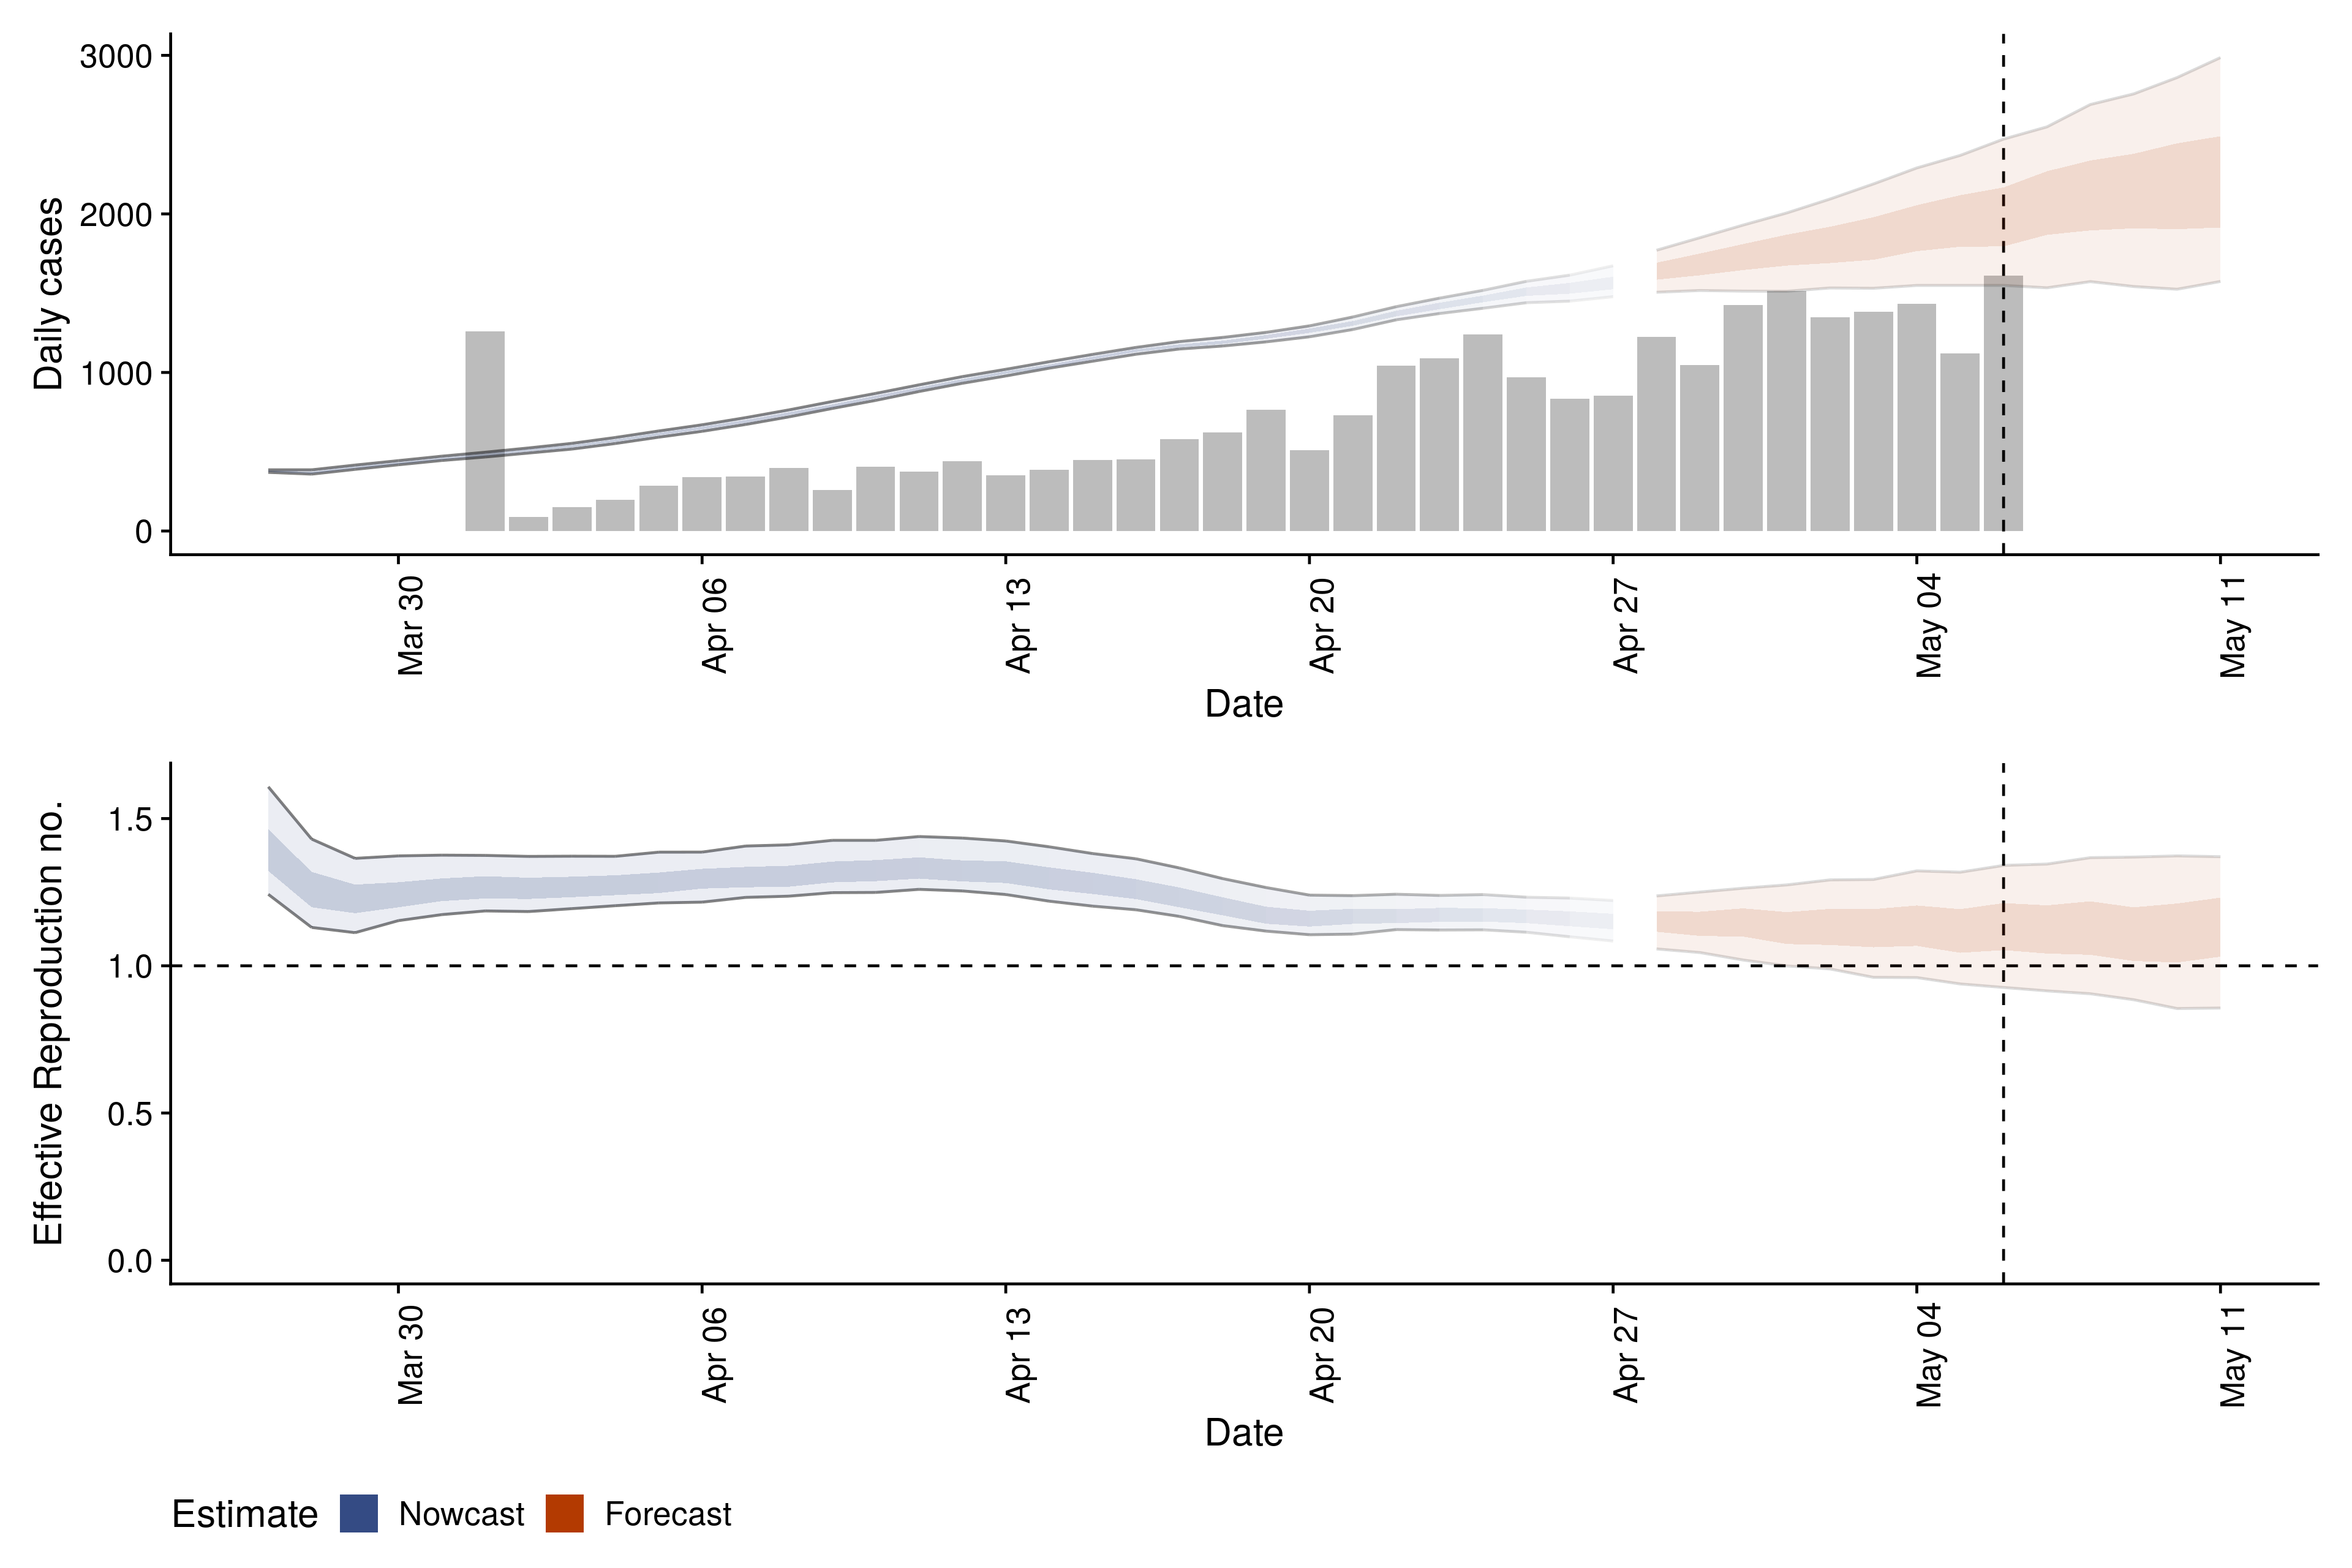 3000
2000
1000
0
Daily cases
Mar 30
Apr 06
Apr 13
Apr 20
Apr 27
May 04
May 11
Date
1.5
1.0
0.5
0.0
Effective Reproduction no.
Mar 30
Apr 06
Apr 13
Apr 20
Apr 27
May 04
May 11
Date
Estimate Nowcast Forecast